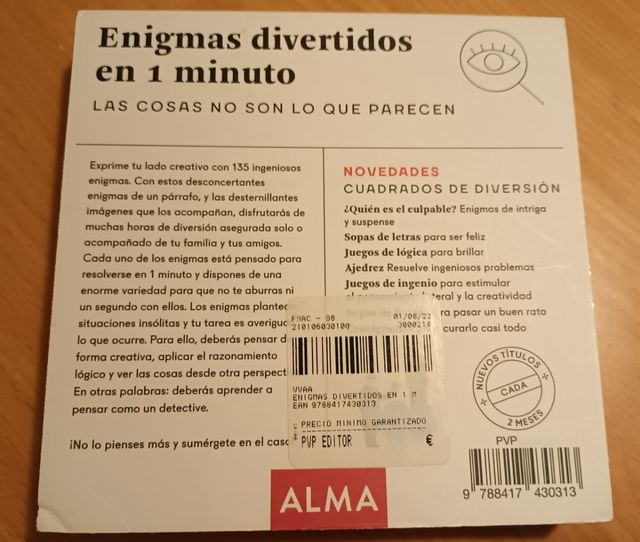 Enigmas divertidos
en 1 minuto
LAS COSAS NO SON LO QUE PARECEN
Exprime tu lado creativo con 135 ingeniosos
enigmas. Con estos desconcertantes
enigmas de un párrafo, y las desternillantes
imágenes que los acompañan, disfrutarás de
muchas horas de diversión asegurada solo o
acompañado de tu familia y tus amigos.
Cada uno de los enigmas está pensado para
resolverse en 1 minuto y dispones de una
enorme variedad para que no te aburras ni
un segundo con ellos. Los enigmas plantec
situaciones insólitas y tu tarea es averigu
lo que ocurre. Para ello, deberás pensar d
forma creativa, aplicar el razonamiento
lógico y ver las cosas desde otra perspect
En otras palabras: deberás aprender a
pensar como un detective.
¡No lo pienses más y sumérgete en el caso
NOVEDADES
CUADRADOS DE DIVERSIÓN
¿Quién es el culpable? Enigmas de intriga
y suspense
Sopas de letras para ser feliz
Juegos de lógica para brillar
Ajedrez Resuelve ingeniosos problemas
Juegos de ingenio para estimular
lateral y la creatividad
pasar un buen rato
curarlo casi todo
FNAC - 98 01/08/22
210106030100 0000214
VVAA
ENIGMAS DIVERTIDOS EN 1 M
EAN 9788417430313
PRECIO MINIMO GARANTIZADO
PVP EDITOR €
NUEVOS TÍTULOS
CADA
2 MESES
PVP
9 788417 430313
ALMA